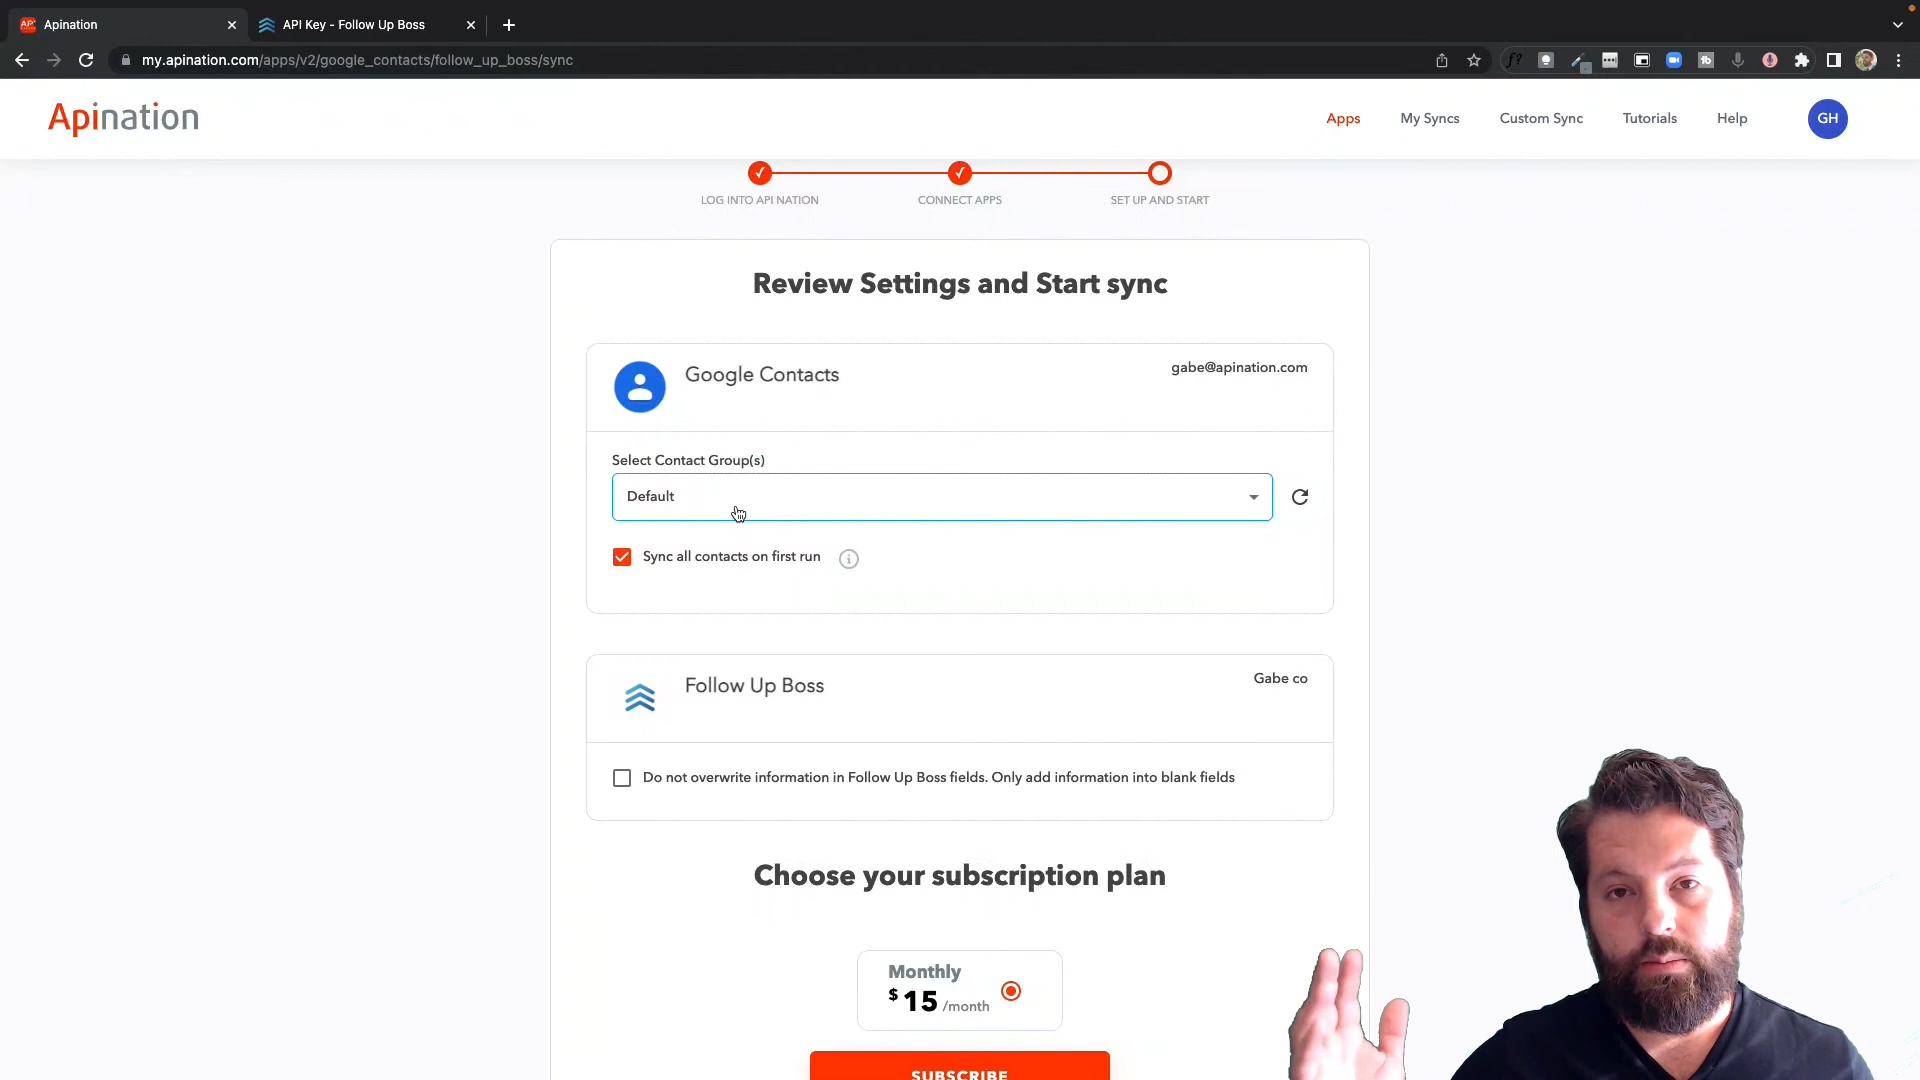 Apination
API Key - Follow Up Boss
my.apination.com/apps/v2/google_contacts/follow_up_boss/sync
Apination
Apps
My Syncs
Custom Sync
Tutorials
Help
GH
LOG INTO API NATION
CONNECT APPS
SET UP AND START
Review Settings and Start sync
Google Contacts
gabe@apination.com
Select Contact Group(s)
Default
Sync all contacts on first run
Follow Up Boss
Gabe co
Do not overwrite information in Follow Up Boss fields. Only add information into blank fields
Choose your subscription plan
Monthly
$15 /month
SUBSCRIBE